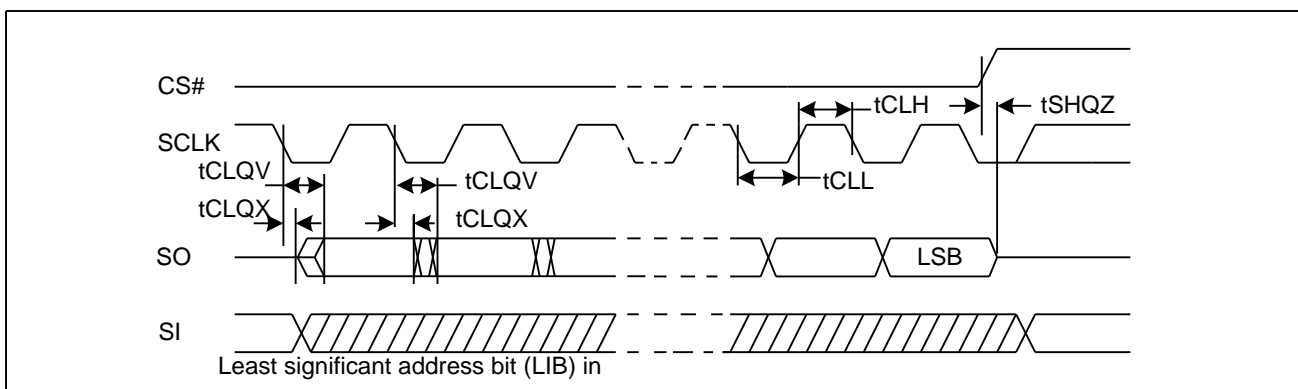 CS#
tCLH
tSHQZ
SCLK
tCLQV
tCLQV
tCLL
tCLQX
tCLQX
SO
LSB
SI
Least significant address bit (LIB) in